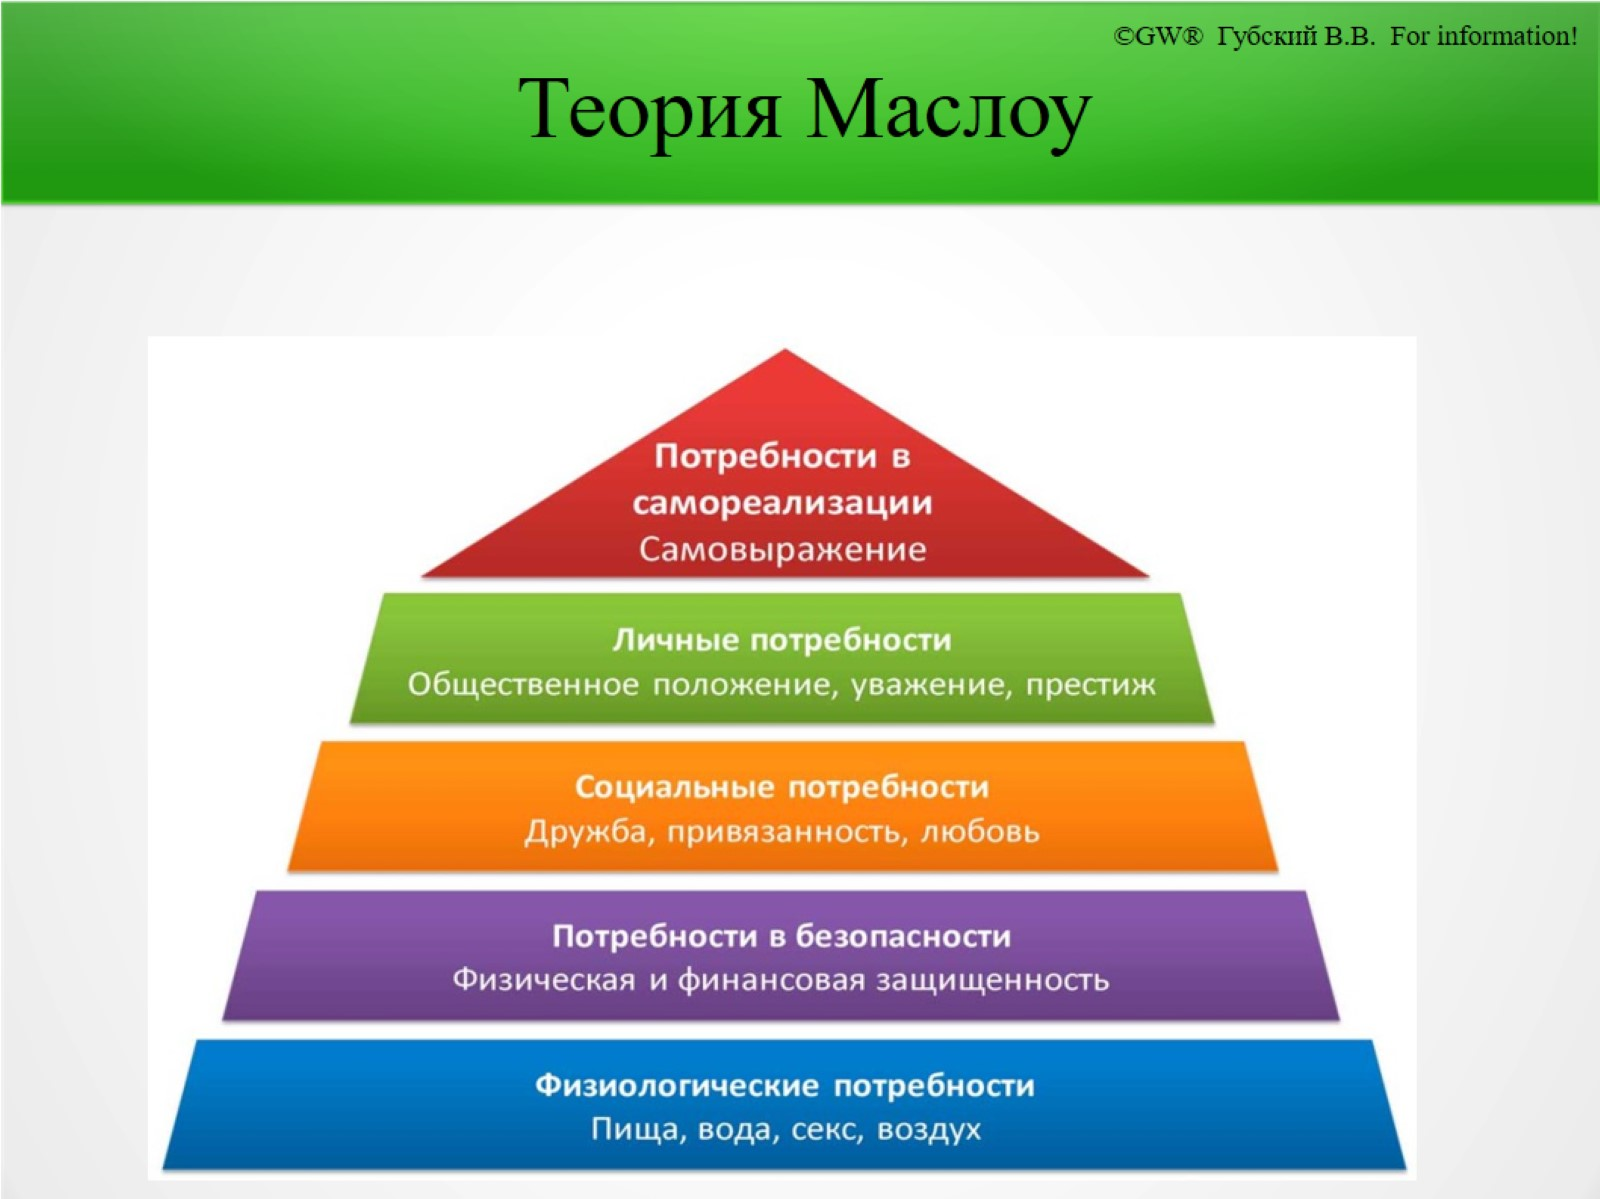 ©GW® Губский В.В. For information!
Теория Маслоу
Потребности в
самореализации
Самовыражение
Личные потребности
Общественное положение, уважение, престиж
Социальные потребности
Дружба, привязанность, любовь
Потребности в безопасности
Физическая и финансовая защищенность
Физиологические потребности
Пища, вода, секс, воздух